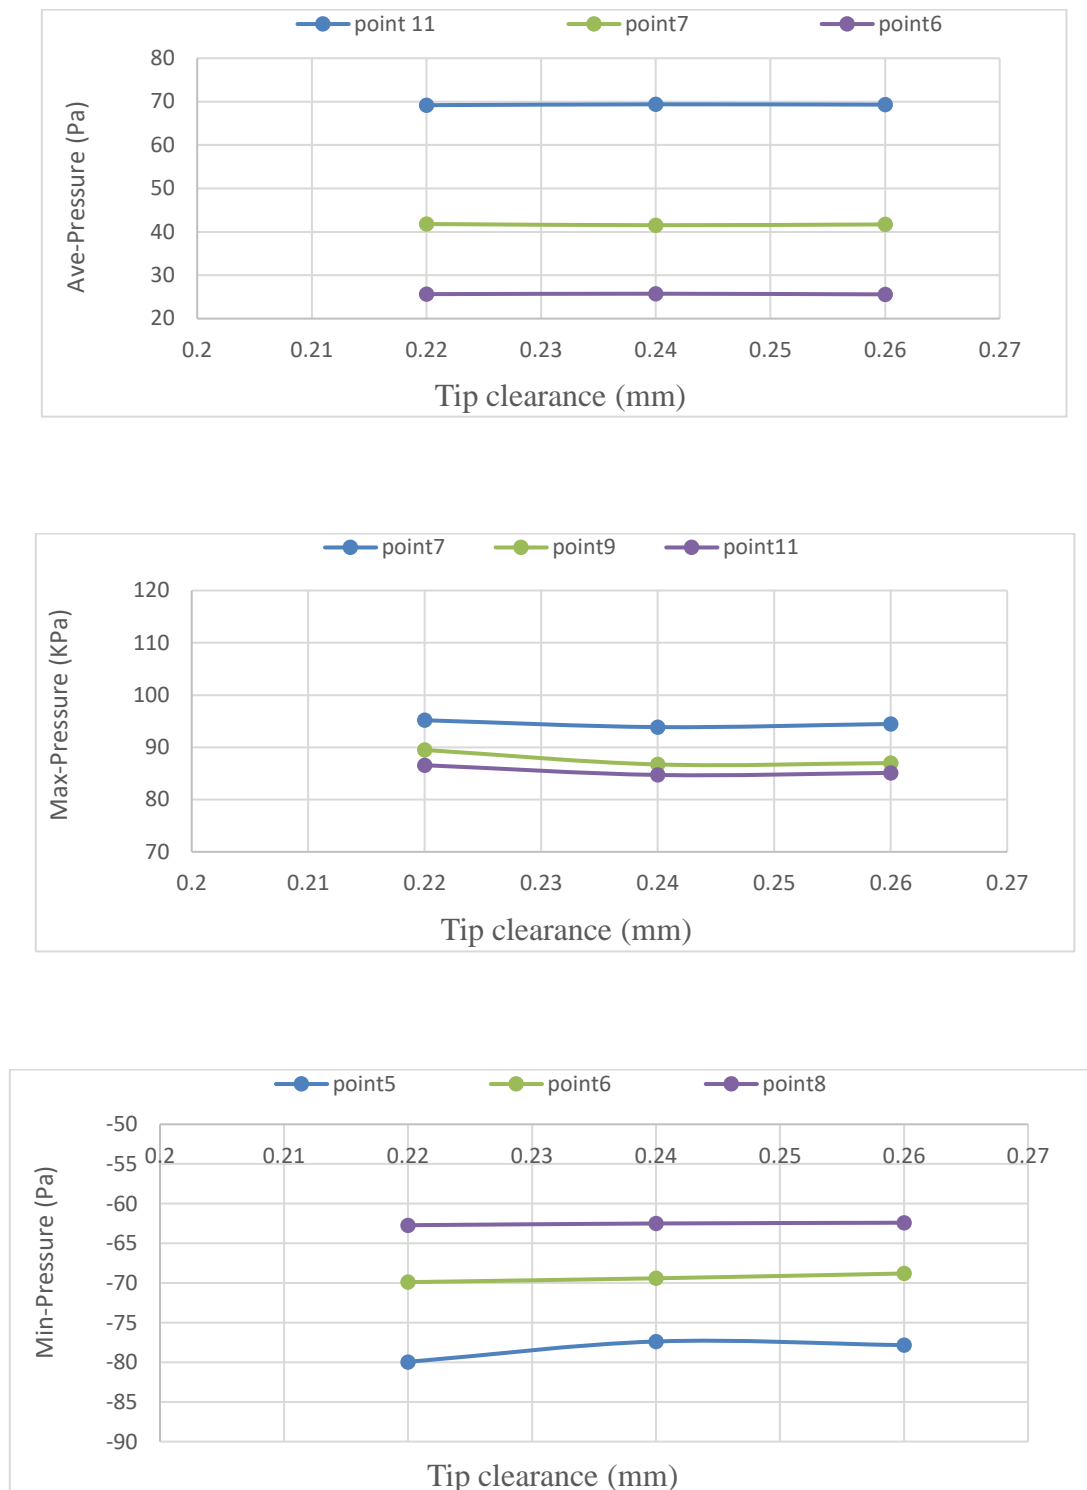 point 11 point7 point6
80
70
60
50
40
30
20
Ave-Pressure (Pa)
0.2 0.21 0.22 0.23 0.24 0.25 0.26 0.27
Tip clearance (mm)
point7 point9 point11
120
110
100
90
80
70
Max-Pressure (KPa)
0.2 0.21 0.22 0.23 0.24 0.25 0.26 0.27
Tip clearance (mm)
point5 point6 point8
-50
0.2 0.21 0.22 0.23 0.24 0.25 0.26 0.27
-55
-60
-65
-70
-75
-80
-85
-90
Min-Pressure (Pa)
Tip clearance (mm)